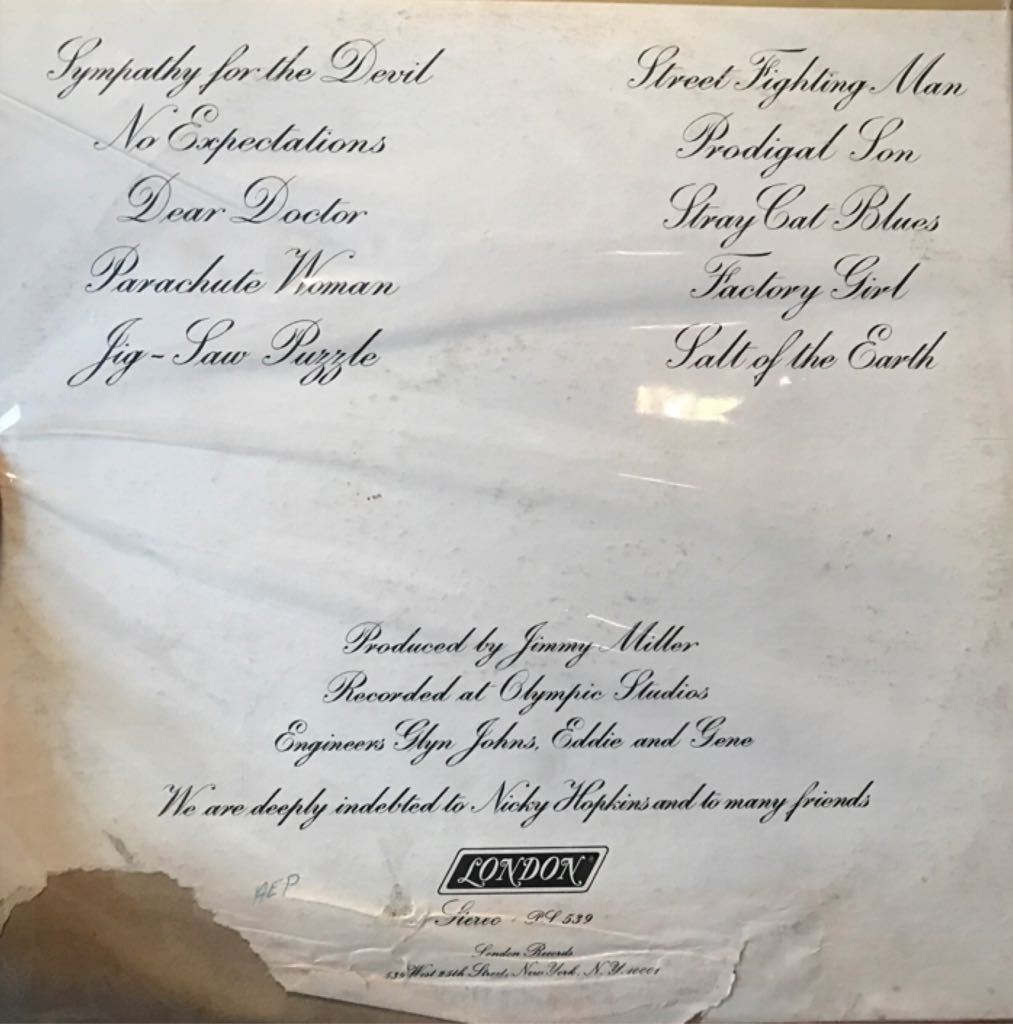 Sympathy for the Devil
No Expectations
Dear Doctor
Parachute Woman
Jig-Saw Puzzle
Street Fighting Man
Prodigal Son
Stray Cat Blues
Factory Girl
Salt of the Earth
Produced by Jimmy Miller
Recorded at Olympic Studios
Engineers Glyn Johns, Eddie and Gene
We are deeply indebted to Nicky Hopkins and to many friends
LONDON
AEP
Stereo · PS 539
London Records
539 West 25th Street, New York, N.Y. 10001